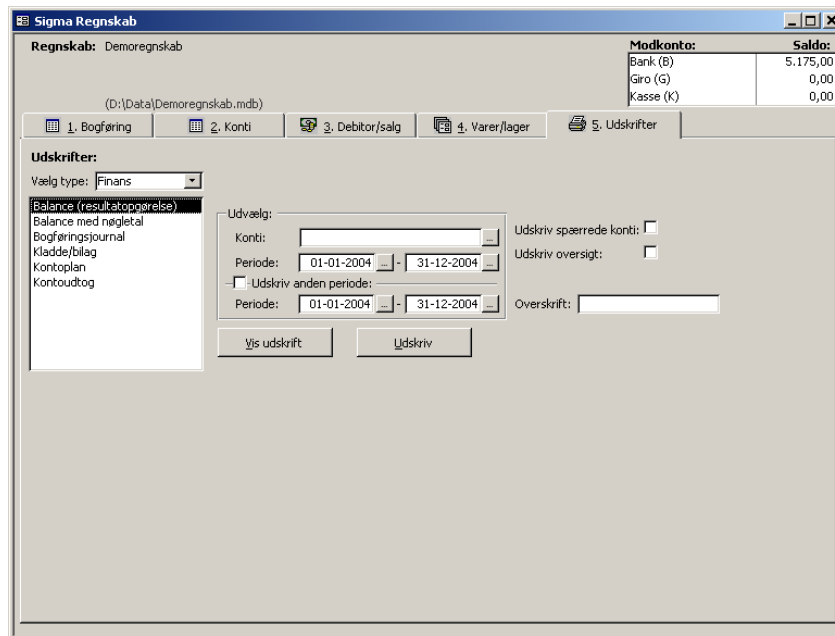 Sigma Regnskab
Regnskab: Demoregnskab
(D:\Data\Demoregnskab.mdb)
Modkonto: Saldo:
Bank (B) 5.175,00
Giro (G) 0,00
Kasse (K) 0,00
1. Bogføring 2. Konti 3. Debitor/salg 4. Varer/lager 5. Udskrifter
Udskrifter:
Vælg type: Finans
Balance (resultatopgørelse)
Balance med nøgletal
Bogføringsjournal
Kladde/bilag
Kontoplan
Kontoudtog
Udvælg:
Konti: ...
Periode: 01-01-2004 ... - 31-12-2004 ...
Udskriv anden periode:
Periode: 01-01-2004 ... - 31-12-2004 ...
Udskriv spærrede konti:
Udskriv oversigt:
Overskrift:
Vis udskrift Udskriv